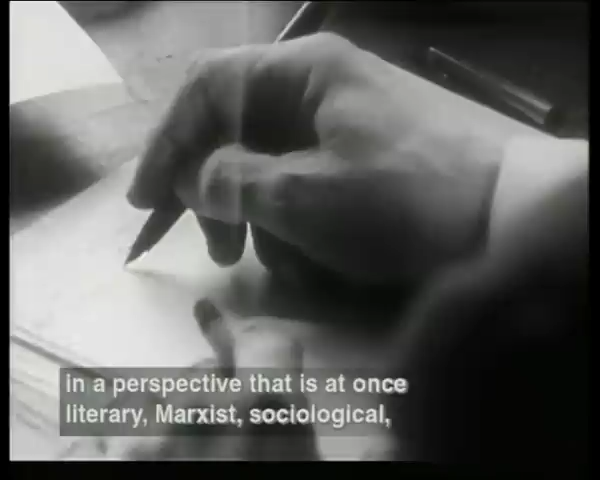 in a perspective that is at once
literary, Marxist, sociological,